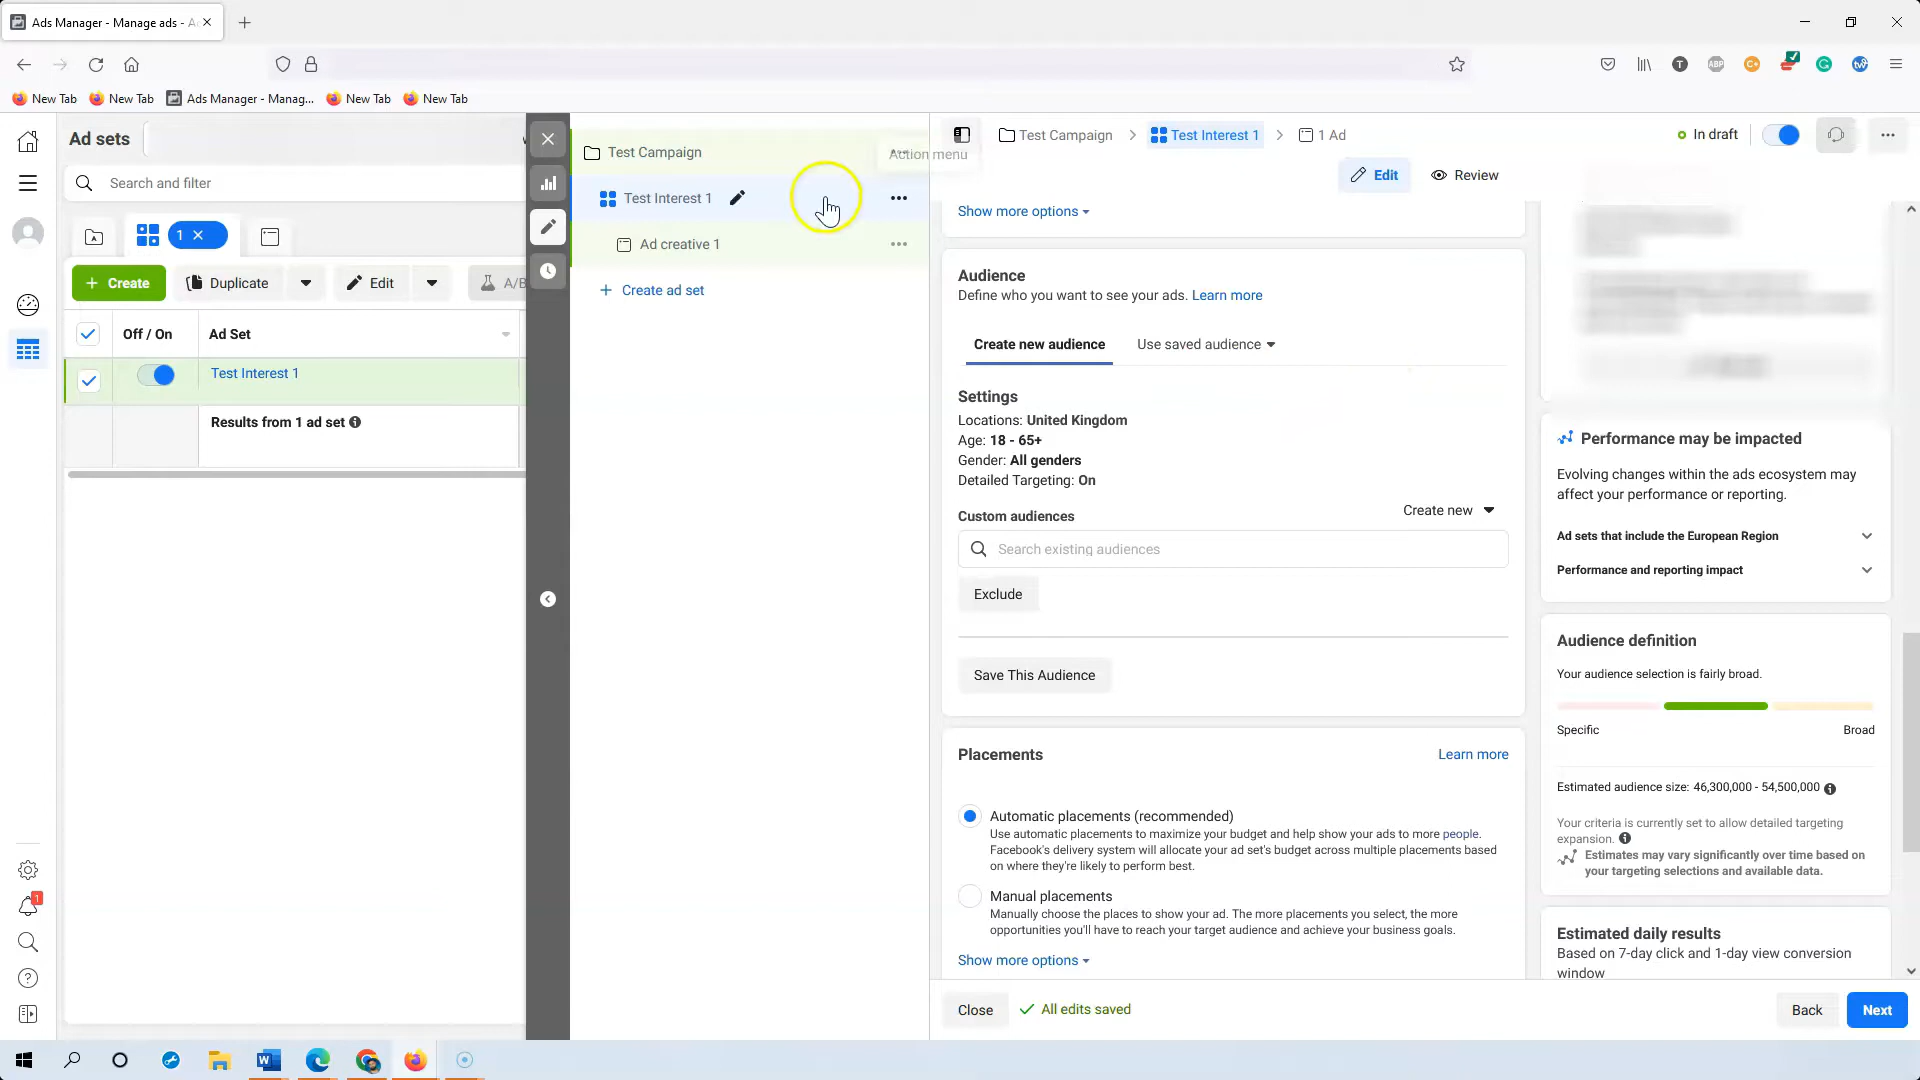 Ads Manager - Manage ads - A
New Tab
New Tab
Ads Manager - Manag...
New Tab
New Tab
Ad sets
Search and filter
1
Create
Duplicate
Edit
A/B
Off / On
Ad Set
Test Interest 1
Results from 1 ad set
Test Campaign
Action menu
Test Interest 1
Ad creative 1
Create ad set
Test Campaign
Test Interest 1
1 Ad
In draft
Edit
Review
Show more options
Audience
Define who you want to see your ads. Learn more
Create new audience
Use saved audience
Settings
Locations: United Kingdom
Age: 18 - 65+
Gender: All genders
Detailed Targeting: On
Custom audiences
Create new
Search existing audiences
Exclude
Save This Audience
Placements
Learn more
Automatic placements (recommended)
Use automatic placements to maximize your budget and help show your ads to more people.
Facebook's delivery system will allocate your ad set's budget across multiple placements based
on where they're likely to perform best.
Manual placements
Manually choose the places to show your ad. The more placements you select, the more
opportunities you'll have to reach your target audience and achieve your business goals.
Show more options
Performance may be impacted
Evolving changes within the ads ecosystem may
affect your performance or reporting.
Ad sets that include the European Region
Performance and reporting impact
Audience definition
Your audience selection is fairly broad.
Specific
Broad
Estimated audience size: 46,300,000 - 54,500,000
Your criteria is currently set to allow detailed targeting
expansion.
Estimates may vary significantly over time based on
your targeting selections and available data.
Estimated daily results
Based on 7-day click and 1-day view conversion
window
Close
All edits saved
Back
Next
1